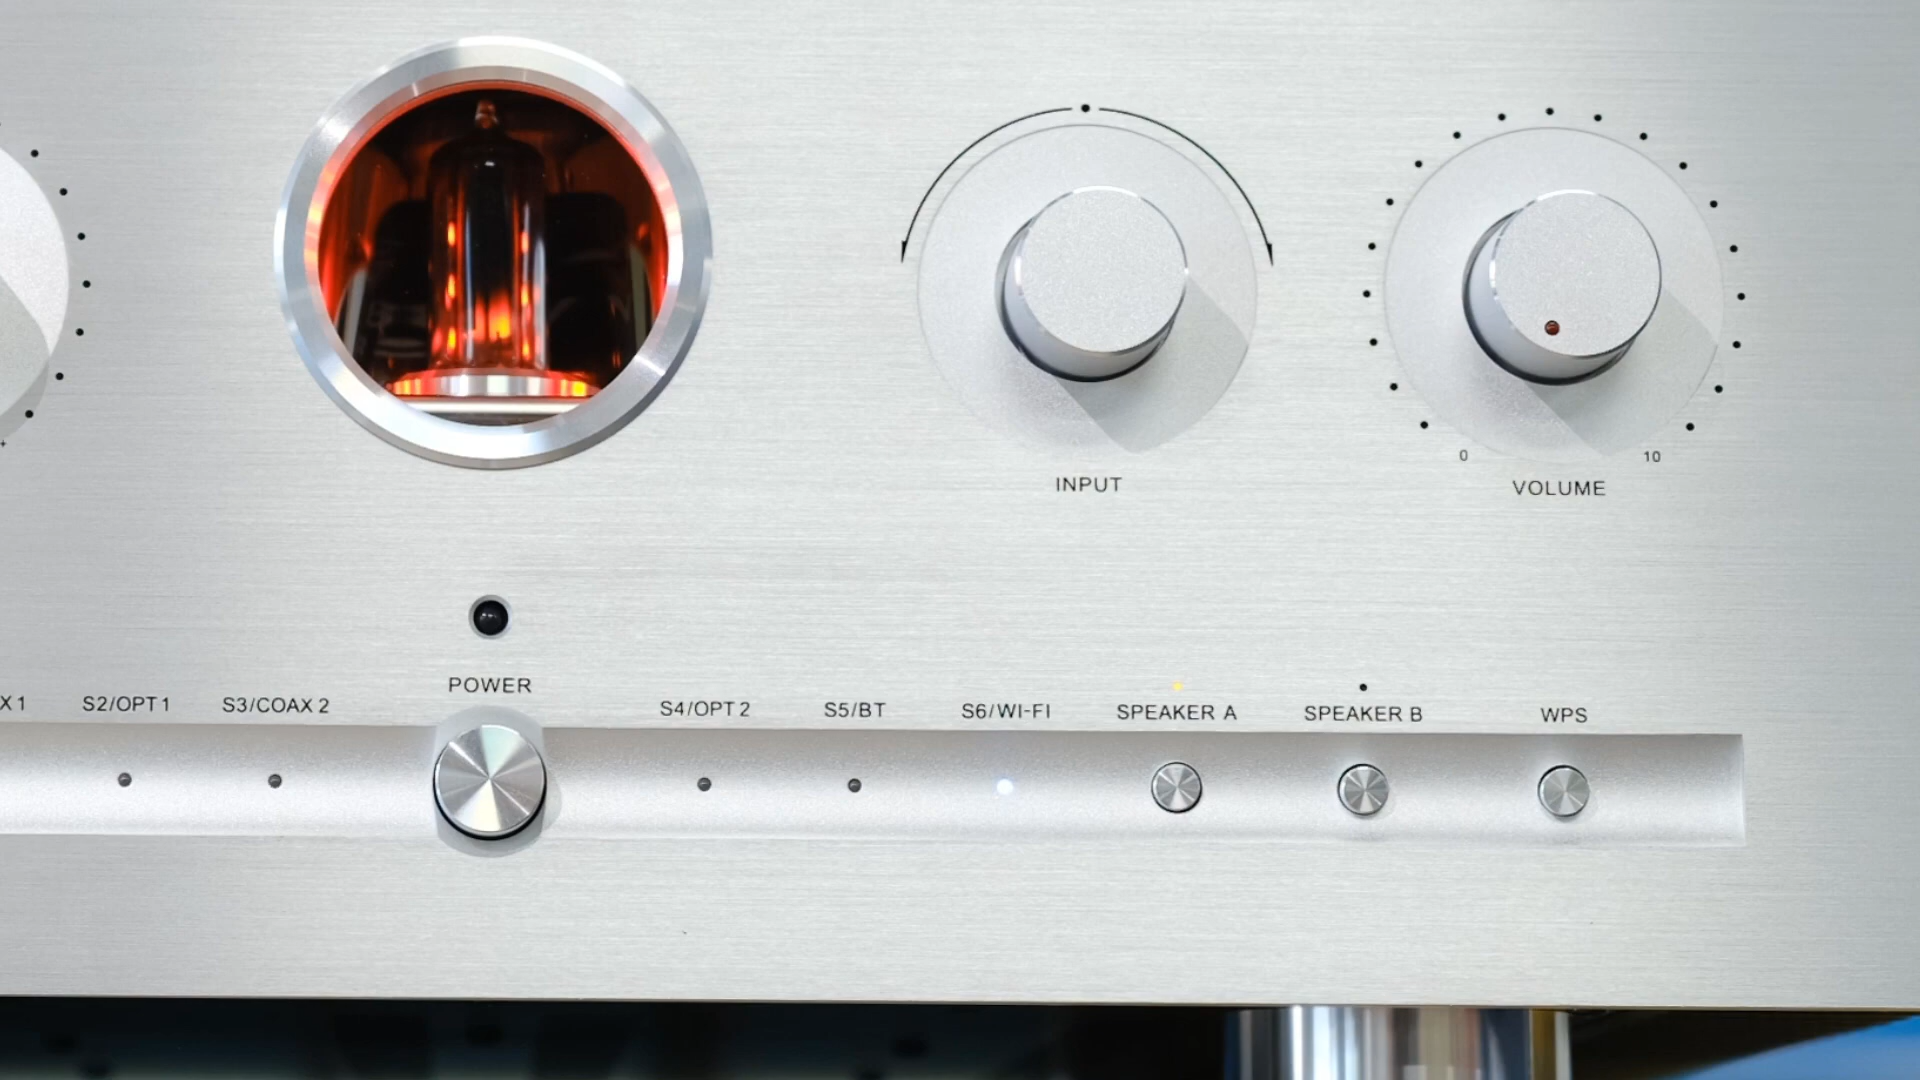 INPUT
0 10
VOLUME
POWER
X 1
S2/OPT 1
S3/COAX 2
S4/OPT 2
S5/BT
S6/WI-FI
SPEAKER A
SPEAKER B
WPS